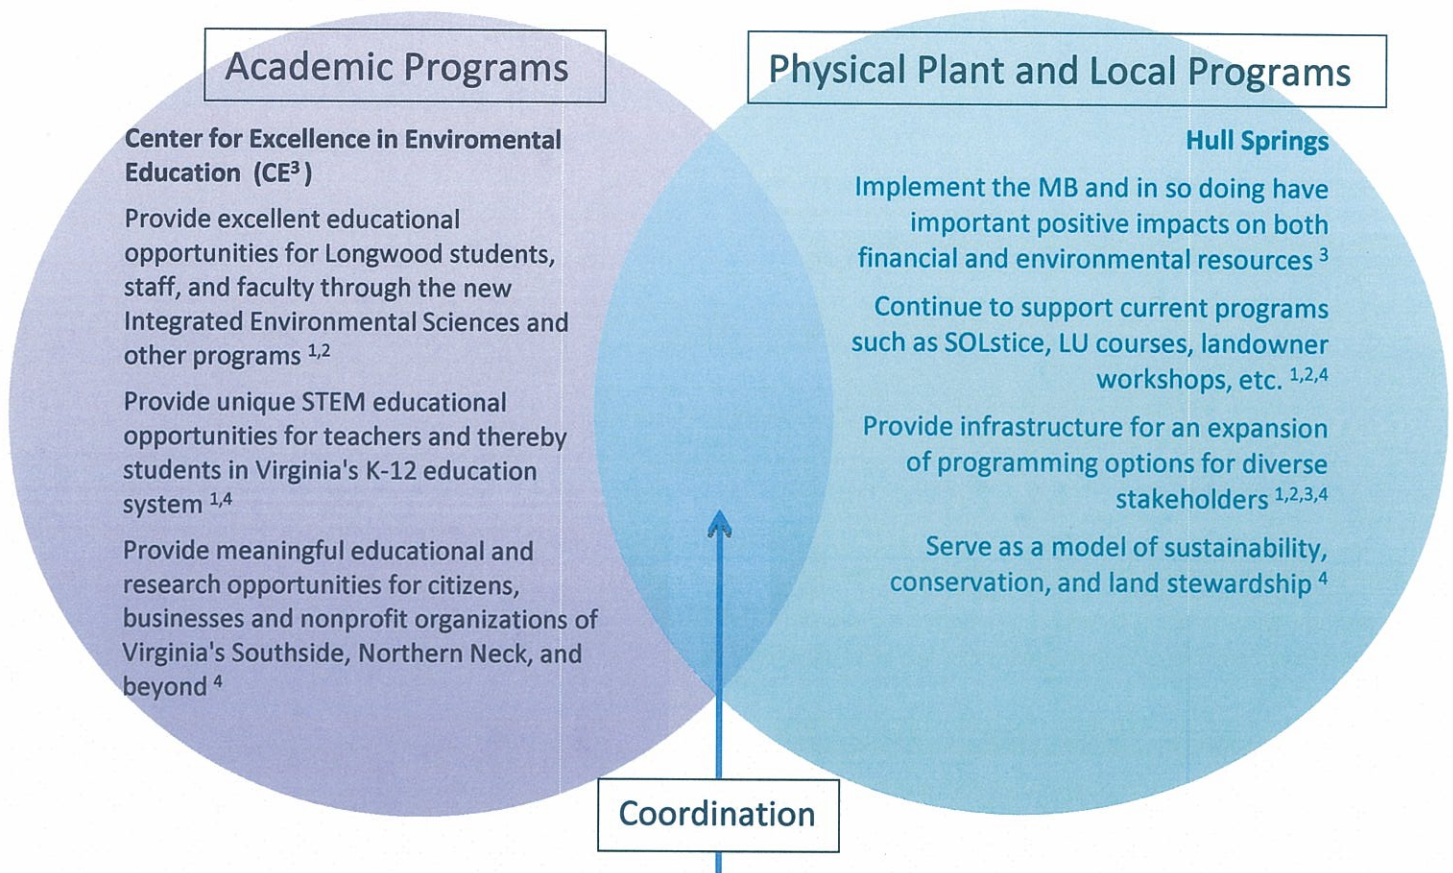 Academic Programs
Center for Excellence in Enviromental
Education (CE³)
Provide excellent educational
opportunities for Longwood students,
staff, and faculty through the new
Integrated Environmental Sciences and
other programs ¹,²
Provide unique STEM educational
opportunities for teachers and thereby
students in Virginia's K-12 education
system ¹,⁴
Provide meaningful educational and
research opportunities for citizens,
businesses and nonprofit organizations of
Virginia's Southside, Northern Neck, and
beyond ⁴
Physical Plant and Local Programs
Hull Springs
Implement the MB and in so doing have
important positive impacts on both
financial and environmental resources ³
Continue to support current programs
such as SOLstice, LU courses, landowner
workshops, etc. ¹,²,⁴
Provide infrastructure for an expansion
of programming options for diverse
stakeholders ¹,²,³,⁴
Serve as a model of sustainability,
conservation, and land stewardship ⁴
Coordination